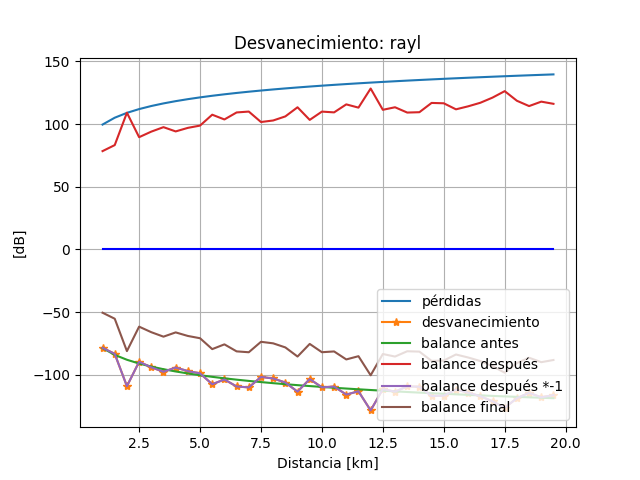 Desvanecimiento: rayl
150
100
50
0
−50
−100
[dB]
pérdidas
desvanecimiento
balance antes
balance después
balance después *-1
balance final
2.5 5.0 7.5 10.0 12.5 15.0 17.5 20.0
Distancia [km]